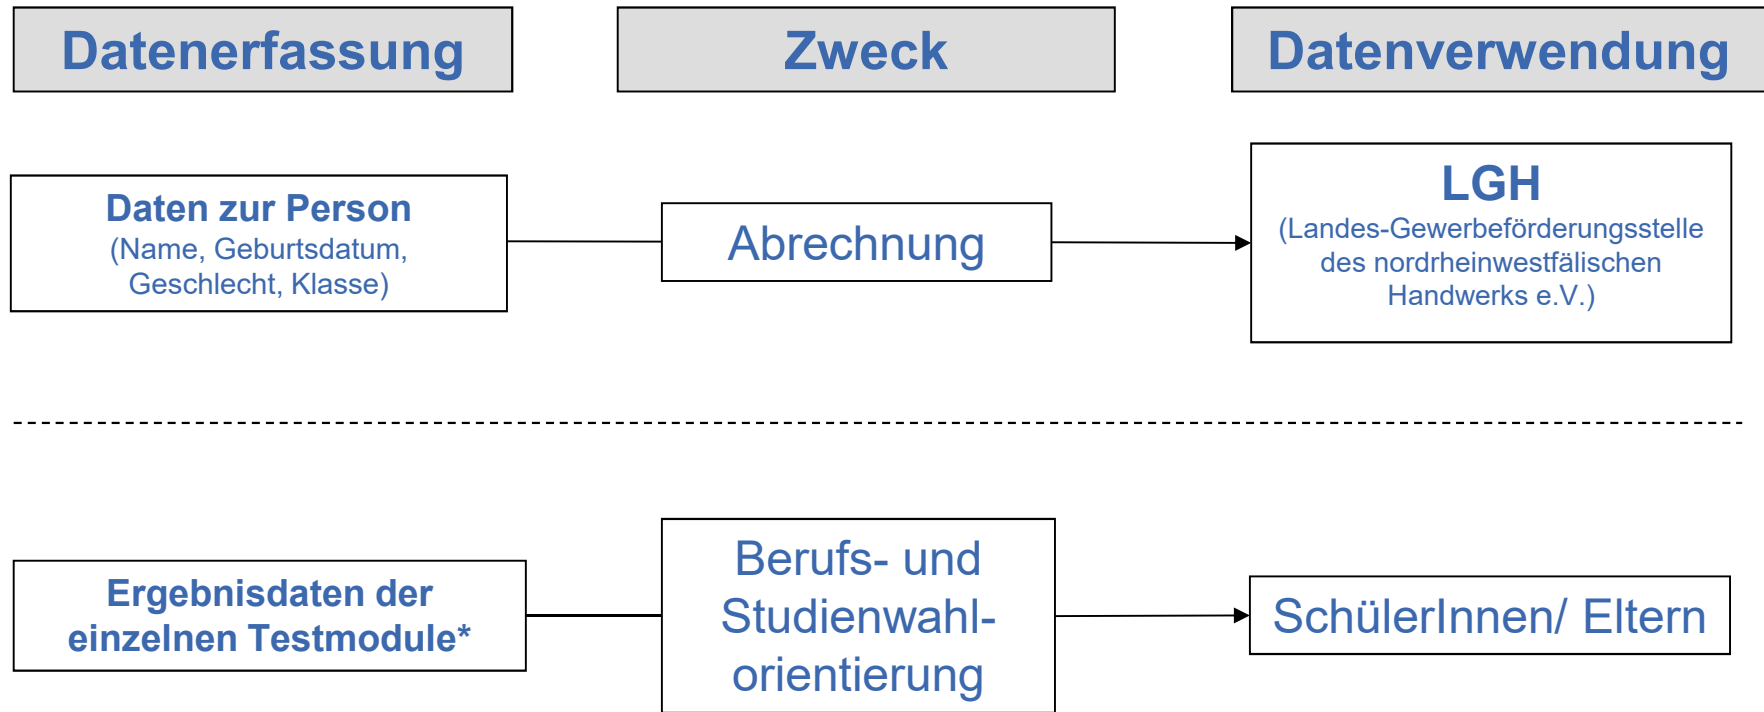 Datenerfassung
Zweck
Datenverwendung
Daten zur Person
(Name, Geburtsdatum,
Geschlecht, Klasse)
Abrechnung
LGH
(Landes-Gewerbeförderungsstelle
des nordrheinwestfälischen
Handwerks e.V.)
Ergebnisdaten der
einzelnen Testmodule*
Berufs- und
Studienwahl-
orientierung
SchülerInnen/ Eltern